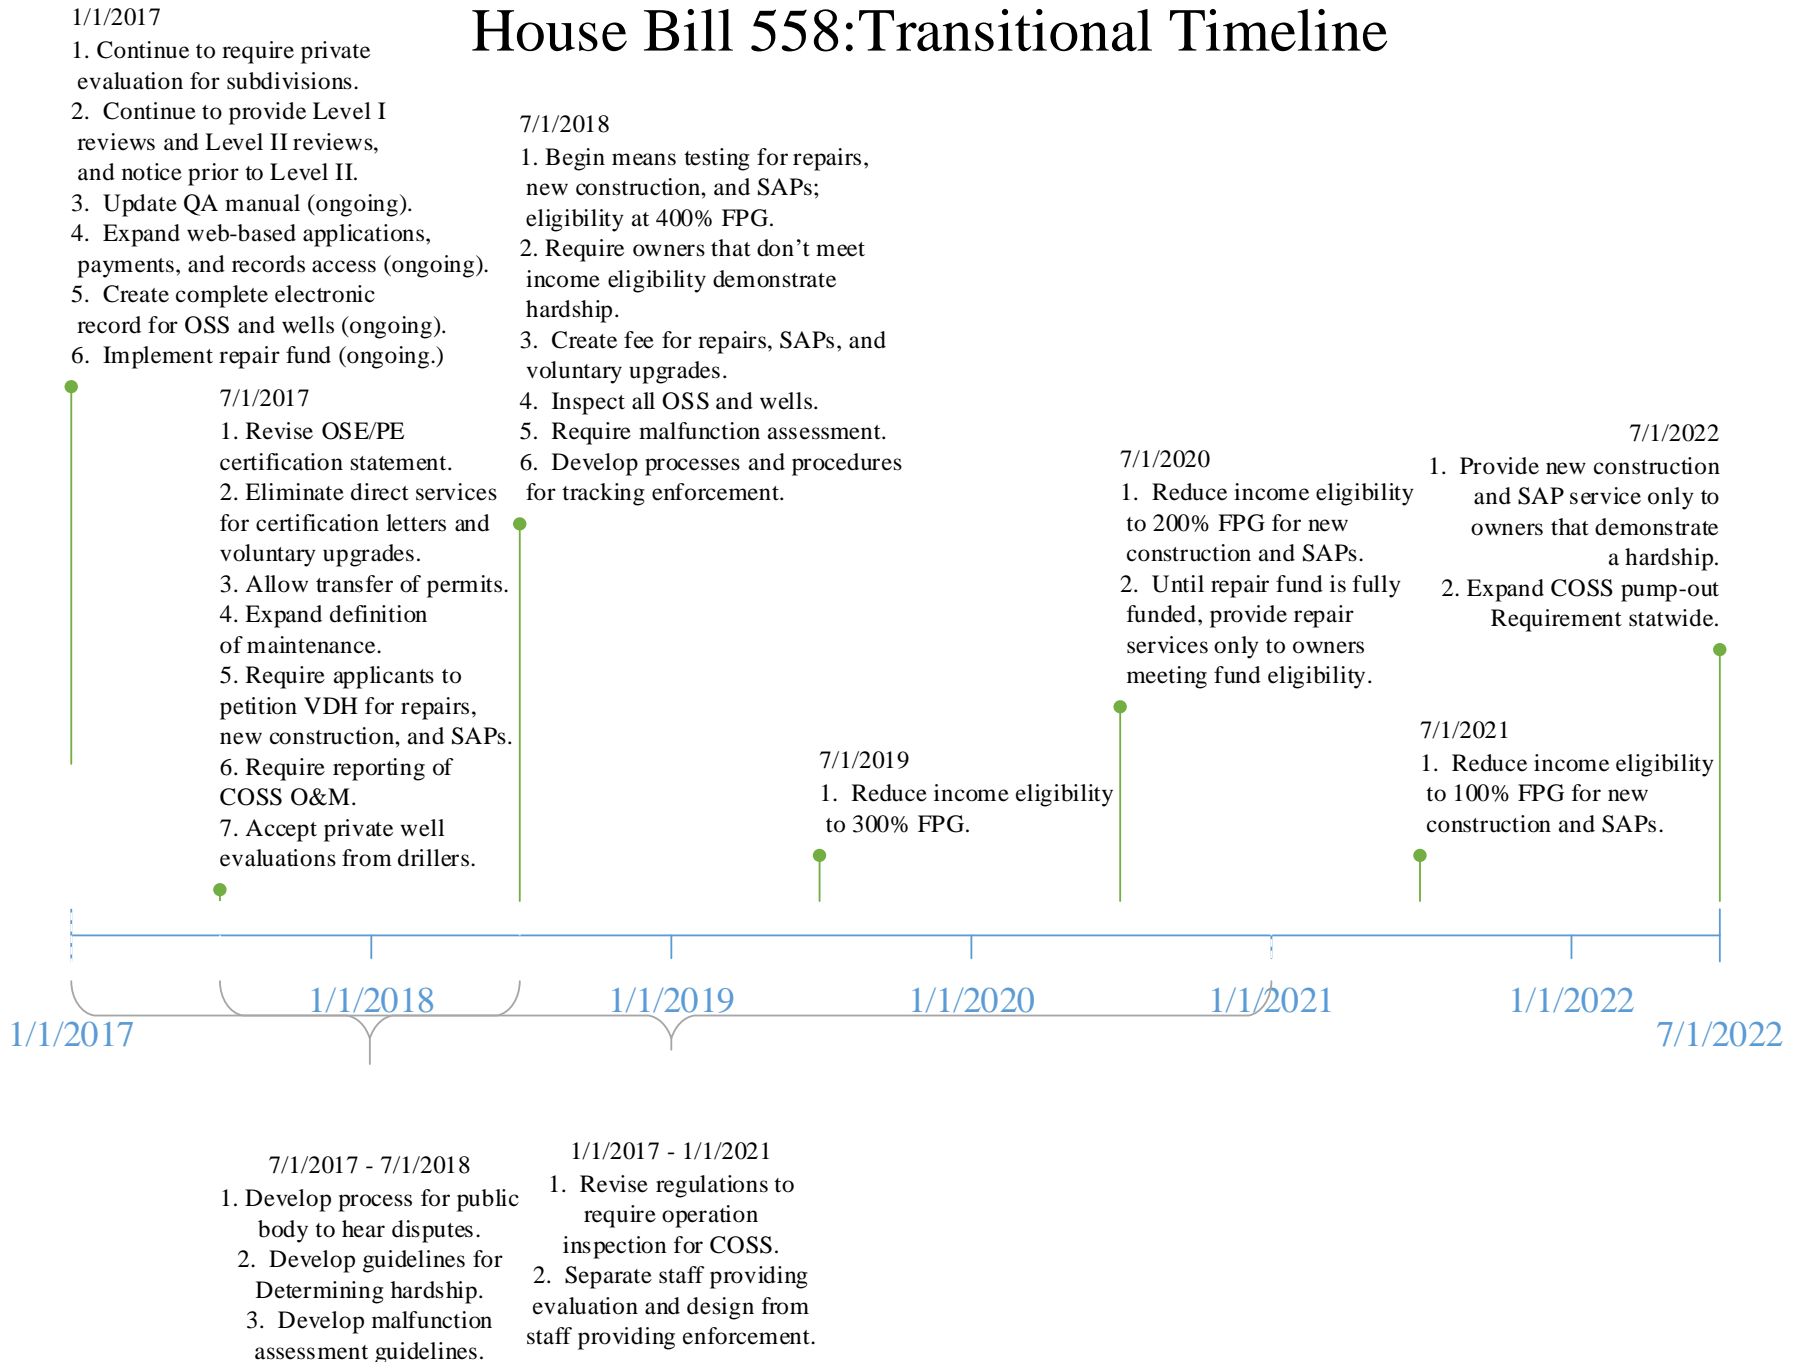 House Bill 558:Transitional Timeline
1/1/2017
1. Continue to require private
evaluation for subdivisions.
2. Continue to provide Level I
reviews and Level II reviews,
and notice prior to Level II.
3. Update QA manual (ongoing).
4. Expand web-based applications,
payments, and records access (ongoing).
5. Create complete electronic
record for OSS and wells (ongoing).
6. Implement repair fund (ongoing.)
7/1/2017
1. Revise OSE/PE
certification statement.
2. Eliminate direct services
for certification letters and
voluntary upgrades.
3. Allow transfer of permits.
4. Expand definition
of maintenance.
5. Require applicants to
petition VDH for repairs,
new construction, and SAPs.
6. Require reporting of
COSS O&M.
7. Accept private well
evaluations from drillers.
7/1/2018
1. Begin means testing for repairs,
new construction, and SAPs;
eligibility at 400% FPG.
2. Require owners that don’t meet
income eligibility demonstrate
hardship.
3. Create fee for repairs, SAPs, and
voluntary upgrades.
4. Inspect all OSS and wells.
5. Require malfunction assessment.
6. Develop processes and procedures
for tracking enforcement.
7/1/2019
1. Reduce income eligibility
to 300% FPG.
7/1/2020
1. Reduce income eligibility
to 200% FPG for new
construction and SAPs.
2. Until repair fund is fully
funded, provide repair
services only to owners
meeting fund eligibility.
7/1/2021
1. Reduce income eligibility
to 100% FPG for new
construction and SAPs.
7/1/2022
1. Provide new construction
and SAP service only to
owners that demonstrate
a hardship.
2. Expand COSS pump-out
Requirement statwide.
1/1/2017
1/1/2018
1/1/2019
1/1/2020
1/1/2021
1/1/2022
7/1/2022
7/1/2017 - 7/1/2018
1. Develop process for public
body to hear disputes.
2. Develop guidelines for
Determining hardship.
3. Develop malfunction
assessment guidelines.
1/1/2017 - 1/1/2021
1. Revise regulations to
require operation
inspection for COSS.
2. Separate staff providing
evaluation and design from
staff providing enforcement.